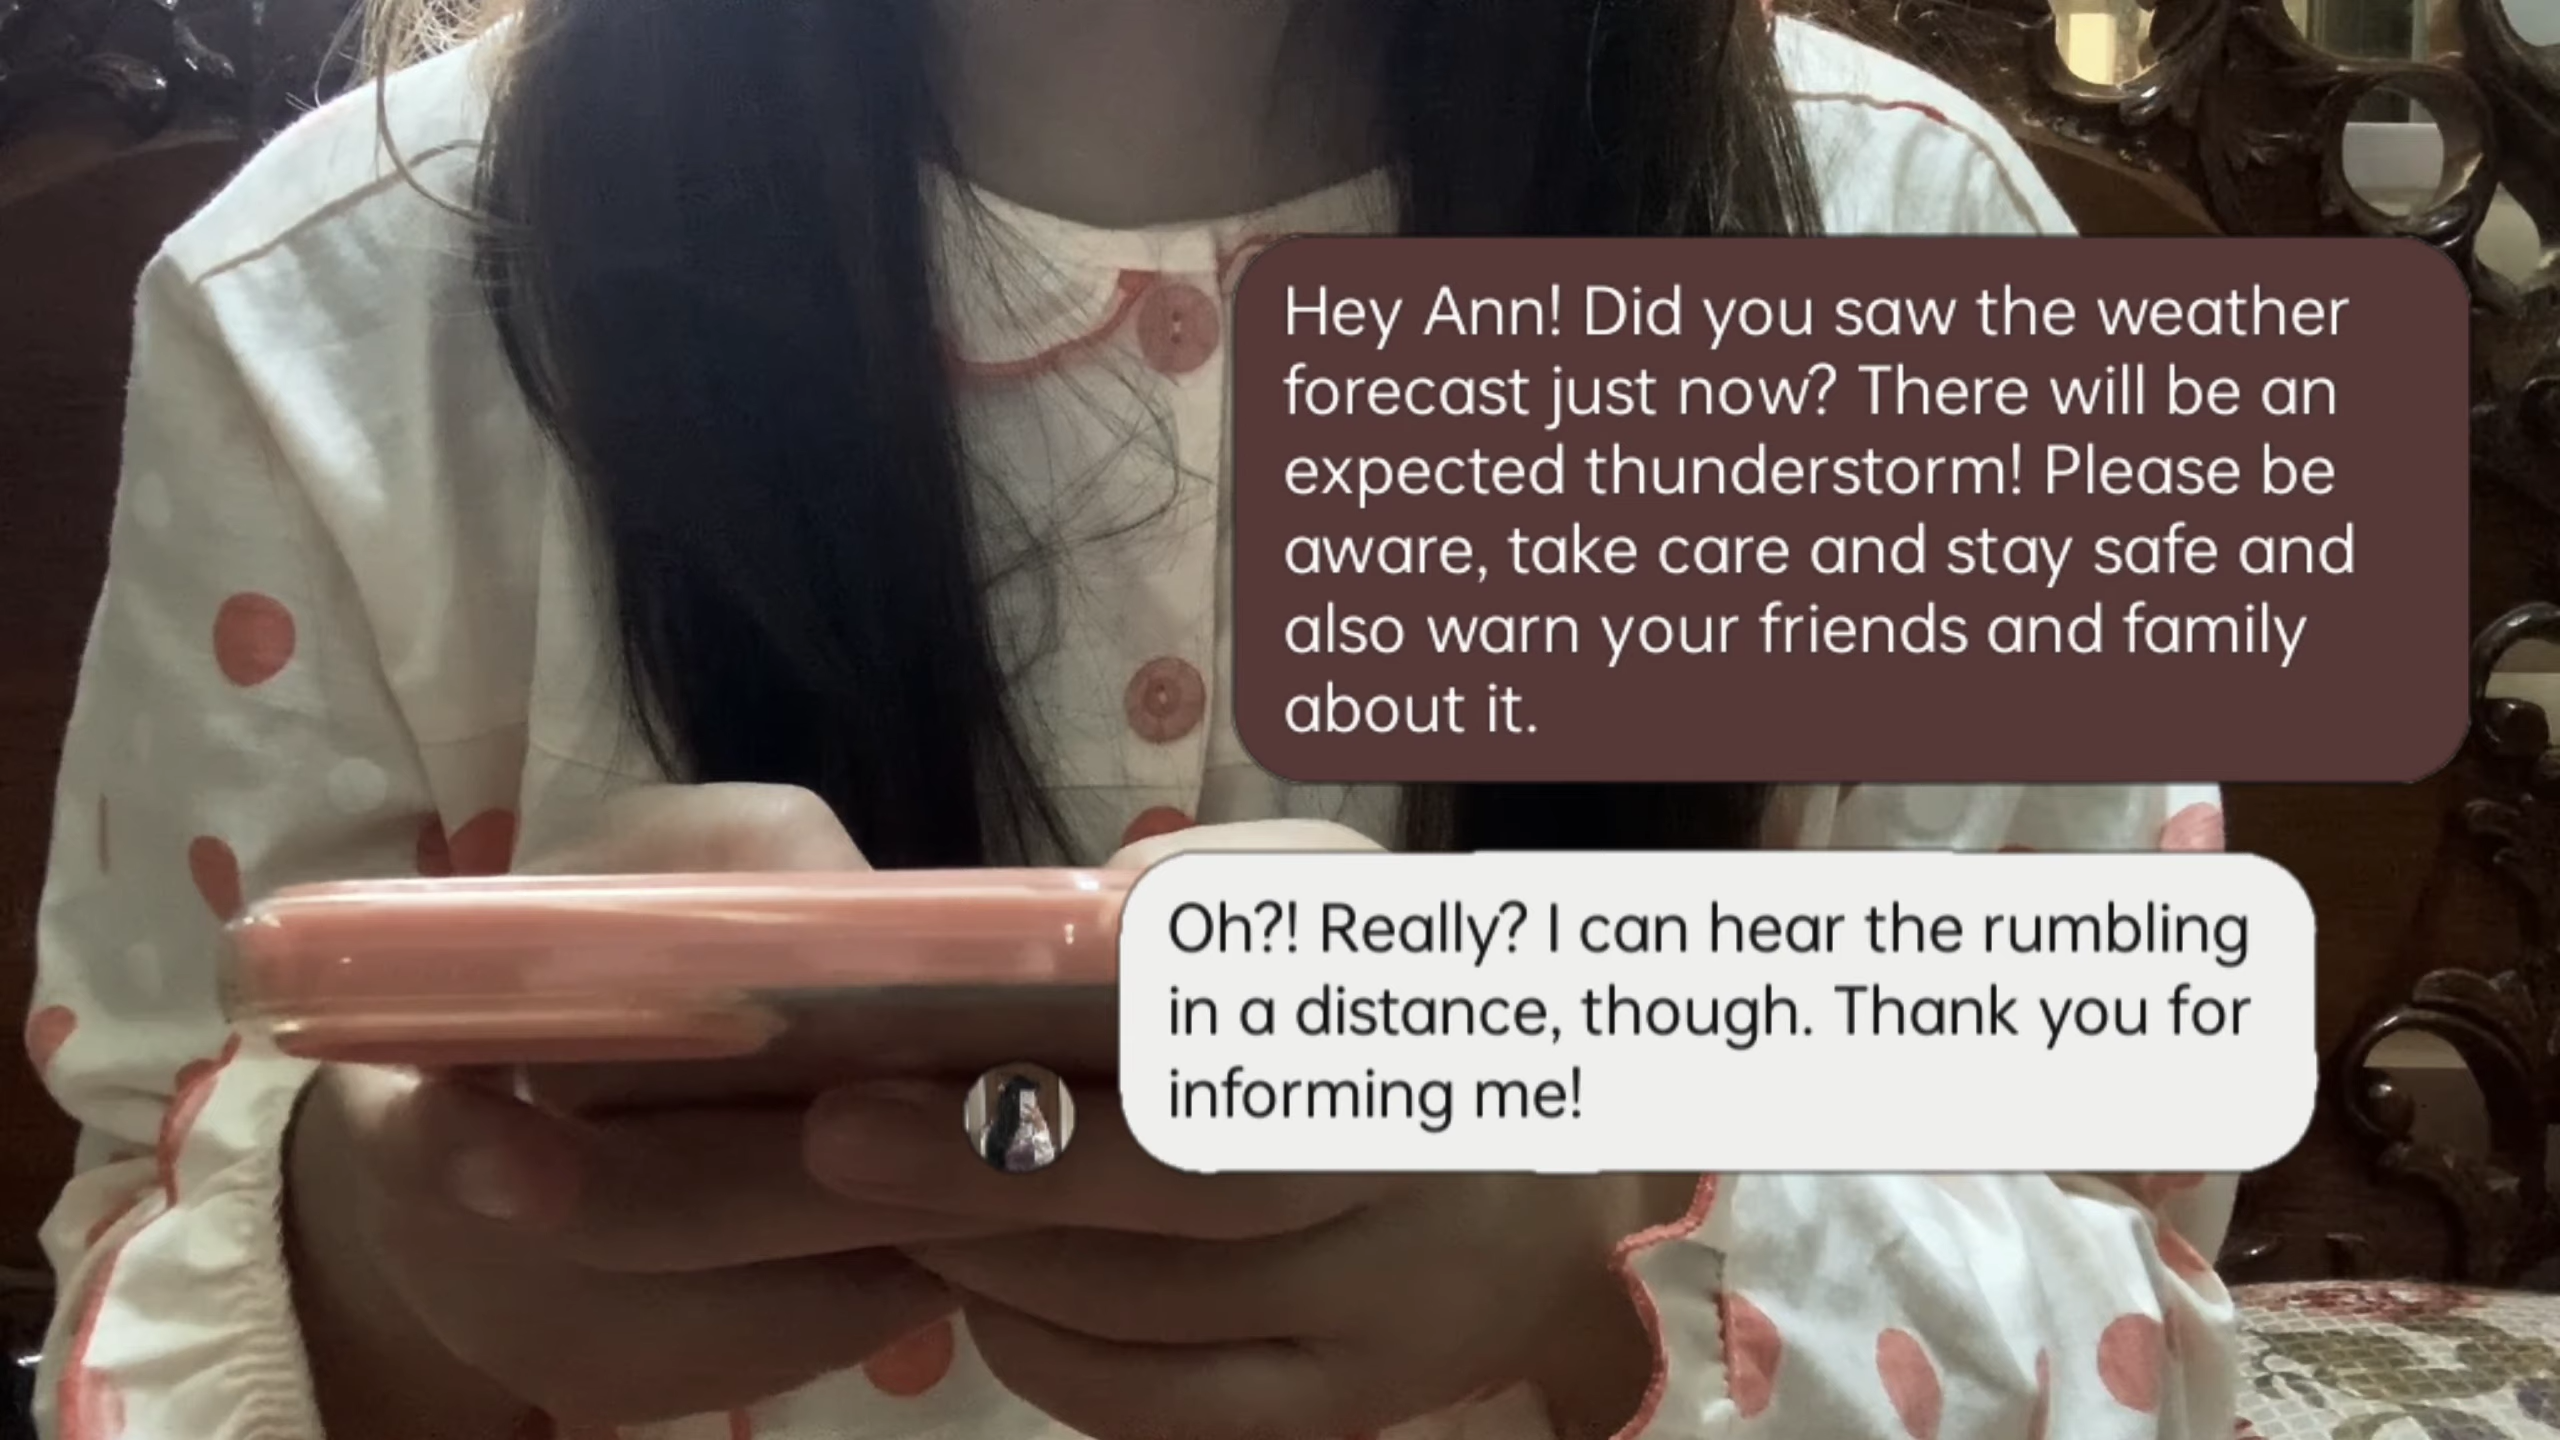 Hey Ann! Did you saw the weather
forecast just now? There will be an
expected thunderstorm! Please be
aware, take care and stay safe and
also warn your friends and family
about it.
Oh?! Really? I can hear the rumbling
in a distance, though. Thank you for
informing me!